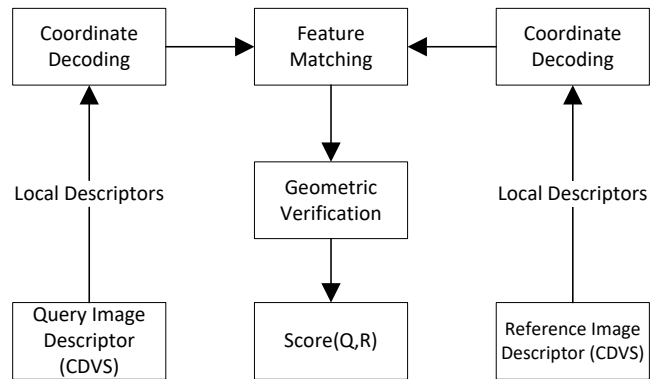 Coordinate
Decoding
Feature
Matching
Coordinate
Decoding
Local Descriptors
Geometric
Verification
Local Descriptors
Query Image
Descriptor
(CDVS)
Score(Q,R)
Reference Image
Descriptor (CDVS)